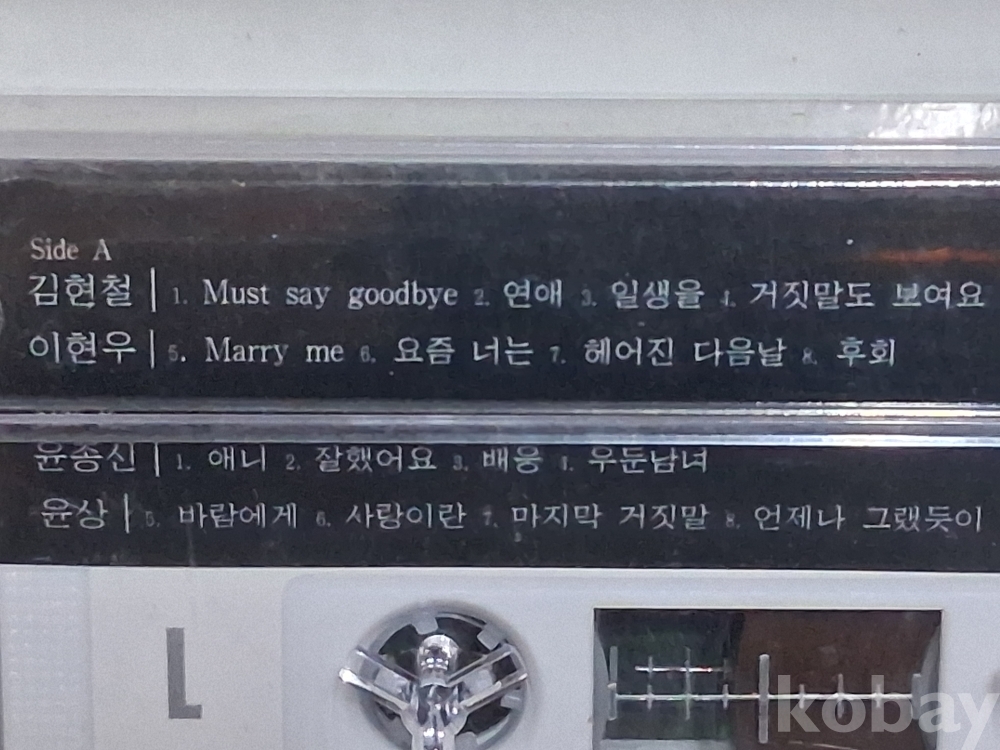 Side A
김현철 | 1. Must say goodbye 2. 연애 3. 일생을 4. 거짓말도 보여요
이현우 | 5. Marry me 6. 요즘 너는 7. 헤어진 다음날 8. 후회
윤종신 | 1. 애니 2. 잘했어요 3. 배웅 4. 우둔남녀
윤상 | 5. 바람에게 6. 사랑이란 7. 마지막 거짓말 8. 언제나 그랬듯이
L
kobay